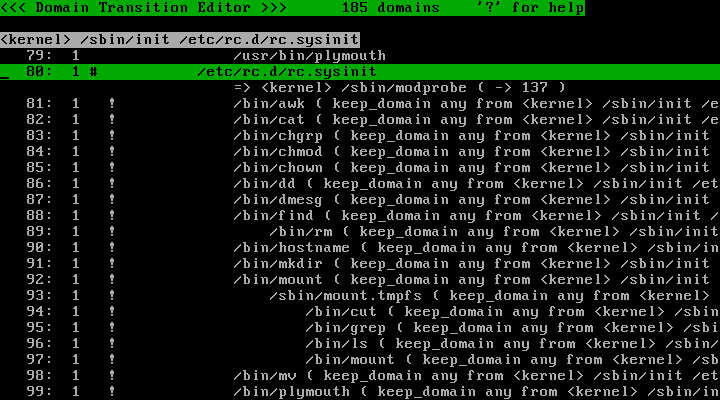 <<< Domain Transition Editor >>>      185 domains    '?' for help
<kernel> /sbin/init /etc/rc.d/rc.sysinit
79:  1                 /usr/bin/plymouth
_ 80:  1 #           /etc/rc.d/rc.sysinit
=> <kernel> /sbin/modprobe ( -> 137 )
81:  1   !             /bin/awk ( keep_domain any from <kernel> /sbin/init /e
82:  1   !             /bin/cat ( keep_domain any from <kernel> /sbin/init /e
83:  1   !             /bin/chgrp ( keep_domain any from <kernel> /sbin/init
84:  1   !             /bin/chmod ( keep_domain any from <kernel> /sbin/init
85:  1   !             /bin/chown ( keep_domain any from <kernel> /sbin/init
86:  1   !             /bin/dd ( keep_domain any from <kernel> /sbin/init /et
87:  1   !             /bin/dmesg ( keep_domain any from <kernel> /sbin/init
88:  1   !             /bin/find ( keep_domain any from <kernel> /sbin/init /
89:  1   !                 /bin/rm ( keep_domain any from <kernel> /sbin/init
90:  1   !             /bin/hostname ( keep_domain any from <kernel> /sbin/in
91:  1   !             /bin/mkdir ( keep_domain any from <kernel> /sbin/init
92:  1   !             /bin/mount ( keep_domain any from <kernel> /sbin/init
93:  1   !                 /sbin/mount.tmpfs ( keep_domain any from <kernel>
94:  1   !                     /bin/cut ( keep_domain any from <kernel> /sbin
95:  1   !                     /bin/grep ( keep_domain any from <kernel> /sbi
96:  1   !                     /bin/ls ( keep_domain any from <kernel> /sbin/
97:  1   !                     /bin/mount ( keep_domain any from <kernel> /sb
98:  1   !             /bin/mv ( keep_domain any from <kernel> /sbin/init /et
99:  1   !             /bin/plymouth ( keep_domain any from <kernel> /sbin/in